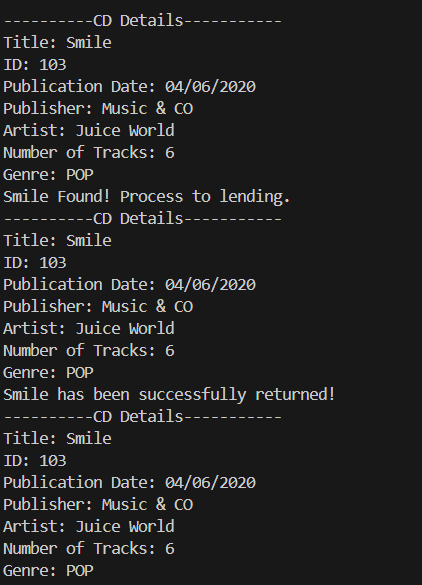 ----------CD Details-----------
Title: Smile
ID: 103
Publication Date: 04/06/2020
Publisher: Music & CO
Artist: Juice World
Number of Tracks: 6
Genre: POP
Smile Found! Process to lending.
----------CD Details-----------
Title: Smile
ID: 103
Publication Date: 04/06/2020
Publisher: Music & CO
Artist: Juice World
Number of Tracks: 6
Genre: POP
Smile has been successfully returned!
----------CD Details-----------
Title: Smile
ID: 103
Publication Date: 04/06/2020
Publisher: Music & CO
Artist: Juice World
Number of Tracks: 6
Genre: POP